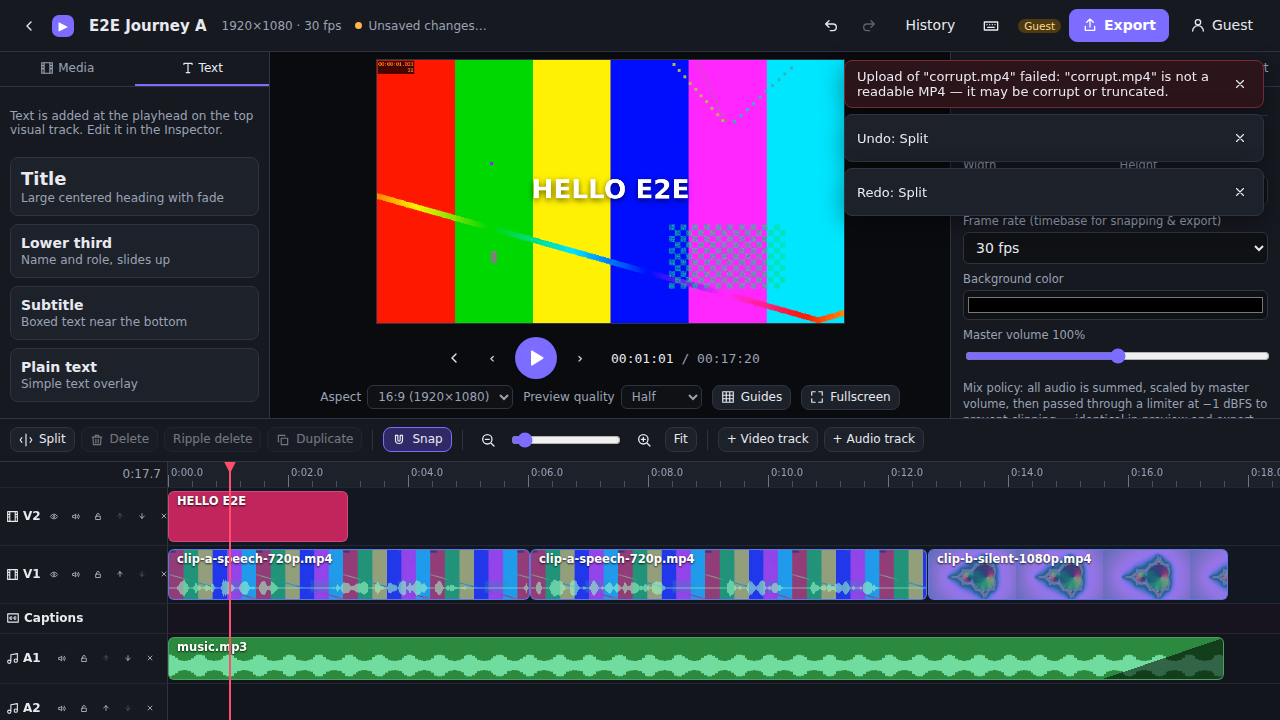 E2E Journey A
1920×1080 · 30 fps
Unsaved changes…
History
Guest
Export
Guest
Media
Text
Text is added at the playhead on the top
visual track. Edit it in the Inspector.
Title
Large centered heading with fade
Lower third
Name and role, slides up
Subtitle
Boxed text near the bottom
Plain text
Simple text overlay
HELLO E2E
00:01:01 / 00:17:20
Aspect
16:9 (1920×1080)
Preview quality
Half
Guides
Fullscreen
Upload of "corrupt.mp4" failed: "corrupt.mp4" is not a
readable MP4 — it may be corrupt or truncated.
Undo: Split
Redo: Split
Width
Height
Frame rate (timebase for snapping & export)
30 fps
Background color
Master volume 100%
Mix policy: all audio is summed, scaled by master
volume, then passed through a limiter at −1 dBFS to
Split
Delete
Ripple delete
Duplicate
Snap
Fit
+ Video track
+ Audio track
0:17.7
0:00.0
0:02.0
0:04.0
0:06.0
0:08.0
0:10.0
0:12.0
0:14.0
0:16.0
0:18.0
V2
HELLO E2E
V1
clip-a-speech-720p.mp4
clip-a-speech-720p.mp4
clip-b-silent-1080p.mp4
Captions
A1
music.mp3
A2